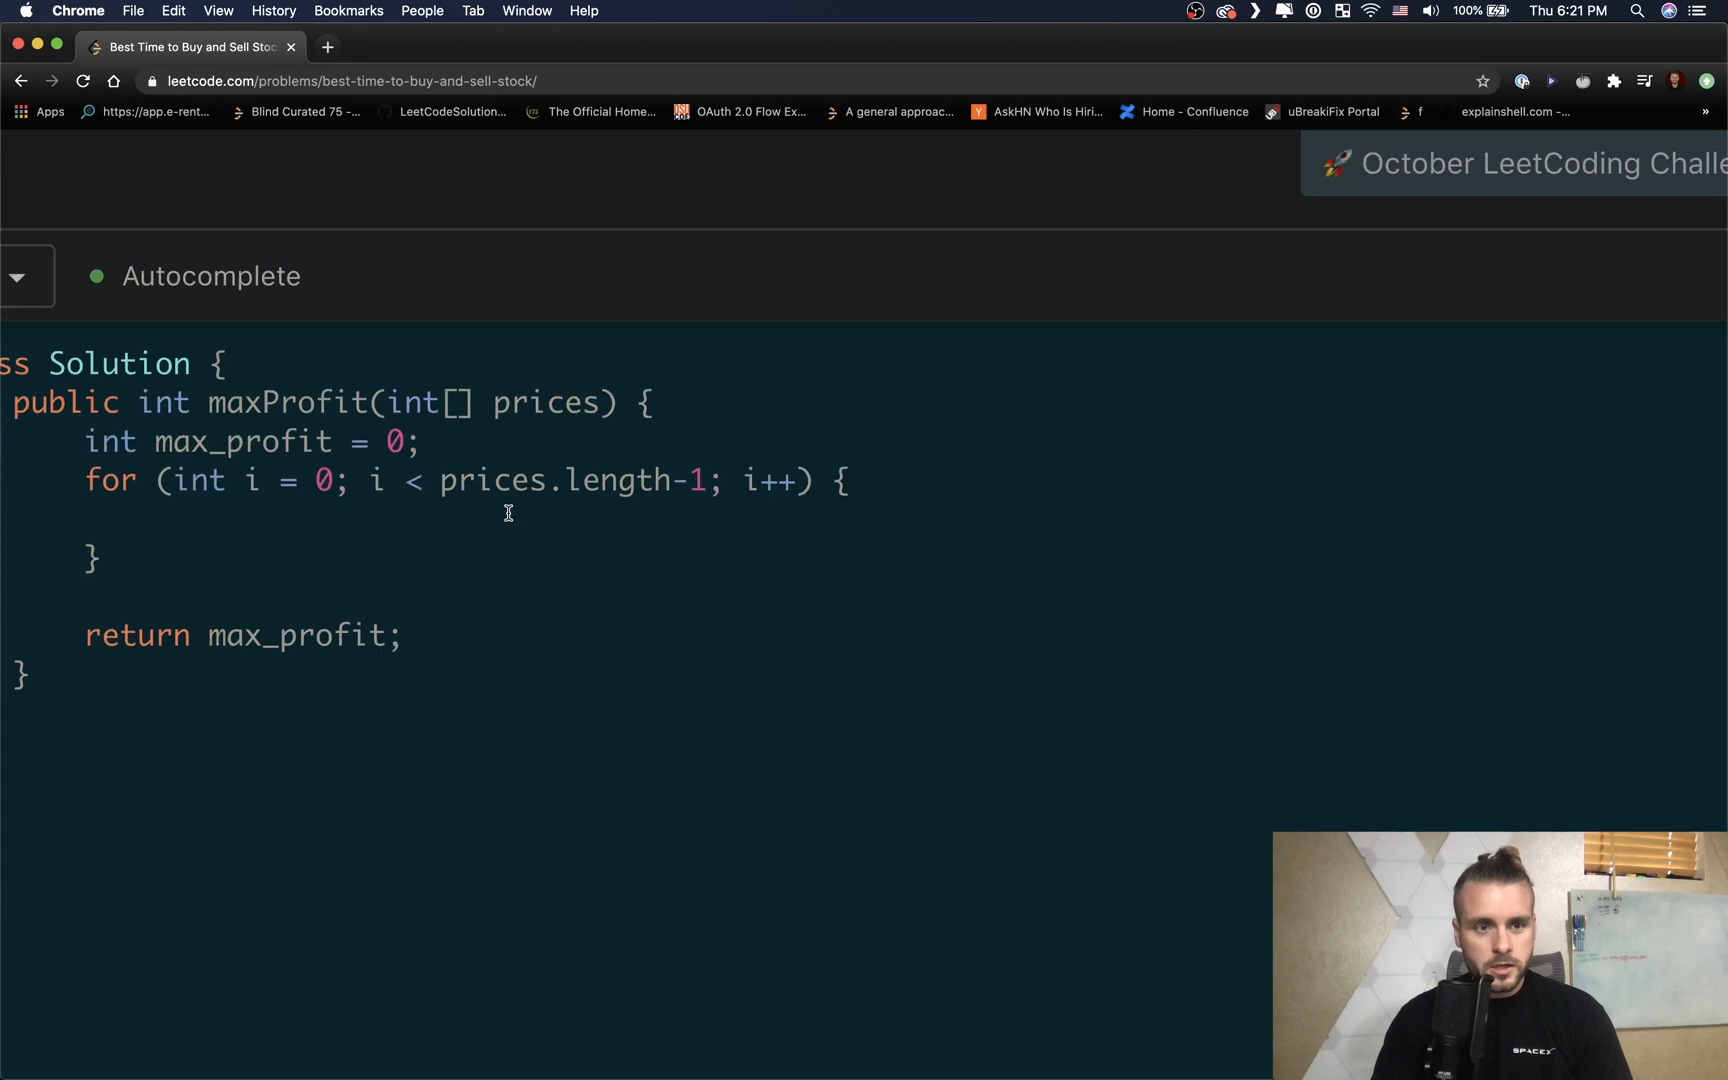 Chrome File Edit View History Bookmarks People Tab Window Help 100% Thu 6:21 PM
Best Time to Buy and Sell Stoc
leetcode.com/problems/best-time-to-buy-and-sell-stock/
Apps https://app.e-rent... Blind Curated 75 -... LeetCodeSolution... The Official Home... OAuth 2.0 Flow Ex... A general approac... AskHN Who Is Hiri... Home - Confluence uBreakiFix Portal f explainshell.com -... »
October LeetCoding Challe
Autocomplete
ss Solution {
public int maxProfit(int[] prices) {
int max_profit = 0;
for (int i = 0; i < prices.length-1; i++) {
}
return max_profit;
}
SPACEX